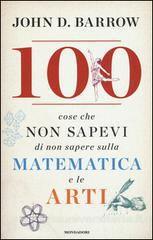 JOHN D. BARROW
100
cose che
NON SAPEVI
di non sapere sulla
MATEMATICA
e le
ARTI
MONDADORI